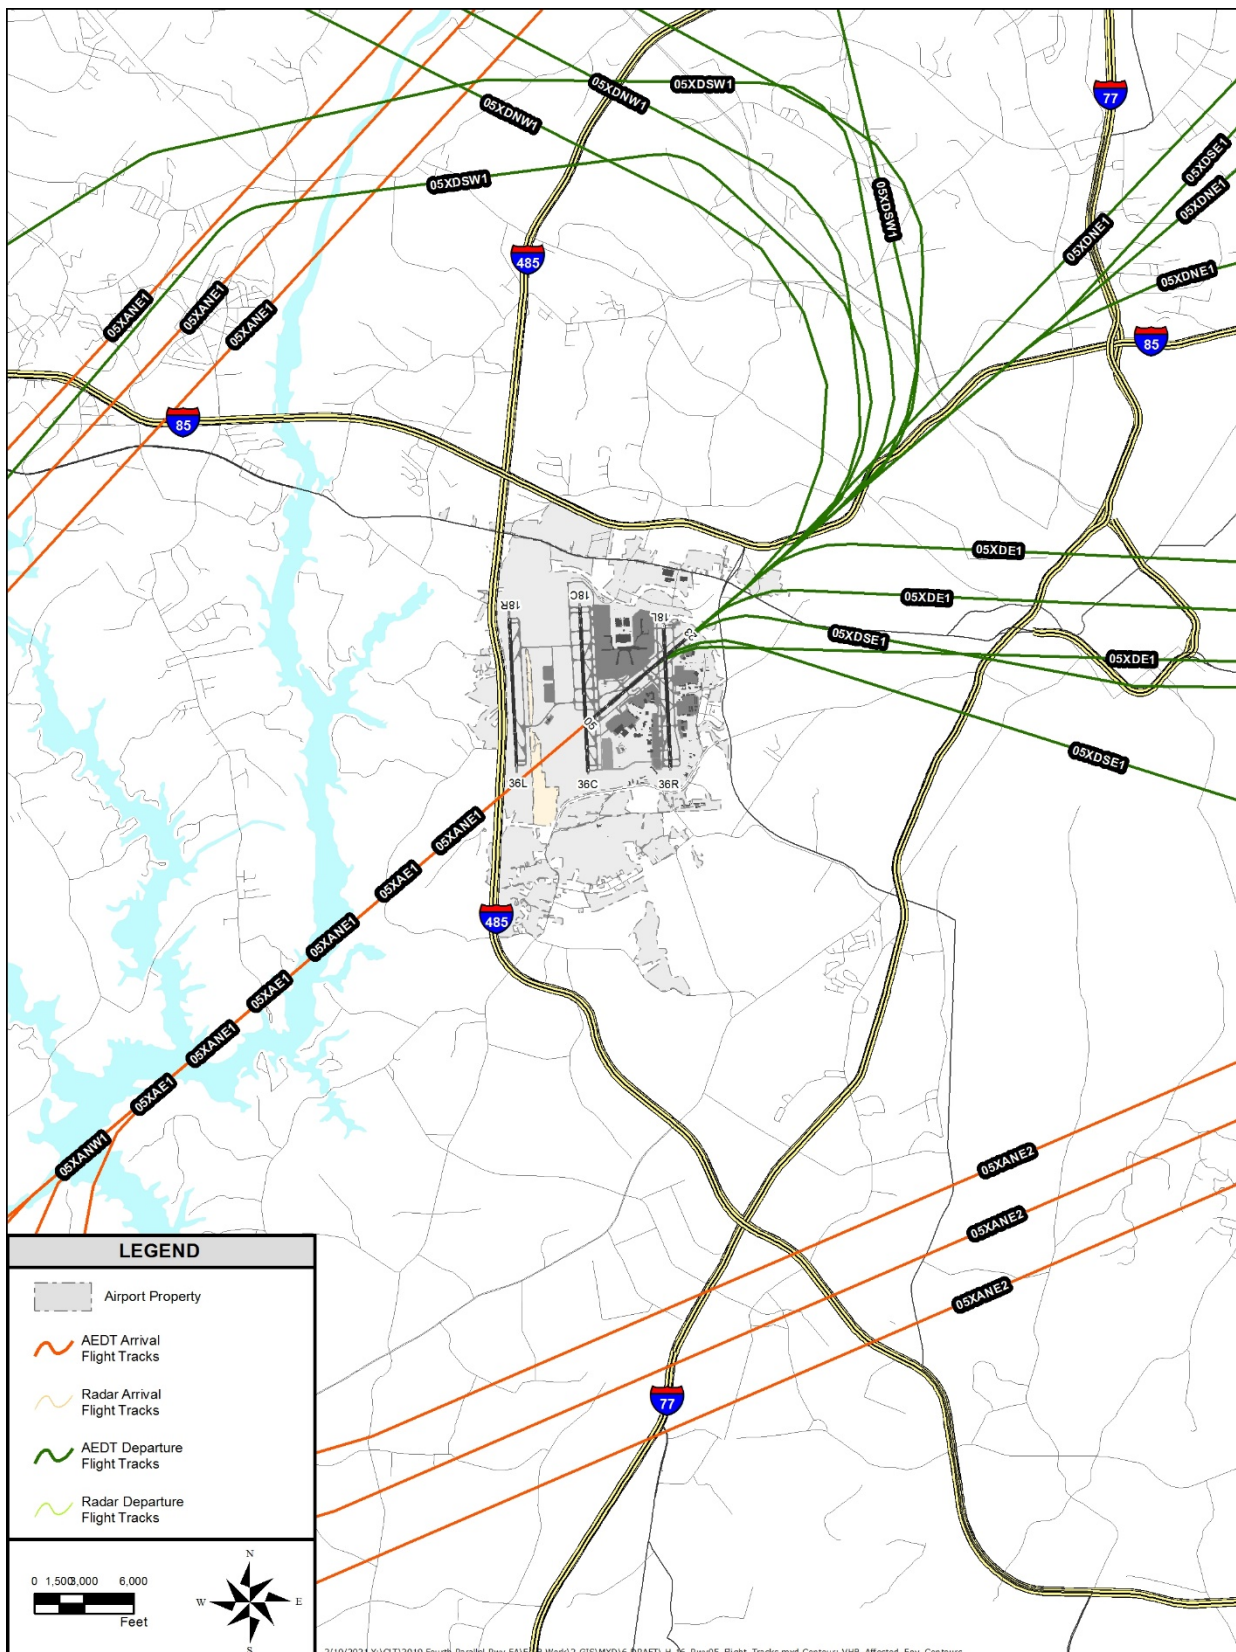 77
05XDSW1
05XDNW1
05XDNW1
05XDSE1
05XDSW1
05XDNE1
05XDSW1
05XDNE1
485
05XDNE1
05XANE1
05XANE1
05XANE1
85
85
05XDE1
18C
05XDE1
18R
18L
23
05XDSE1
05XDE1
05
05XDSE1
36L
36C
36R
05XANE1
05XAE1
485
05XANE1
05XAE1
05XANE1
05XAE1
05XANW1
05XANE2
05XANE2
05XANE2
77
LEGEND
Airport Property
AEDT Arrival
Flight Tracks
Radar Arrival
Flight Tracks
AEDT Departure
Flight Tracks
Radar Departure
Flight Tracks
0 1,500 3,000 6,000
Feet
N
W E
S